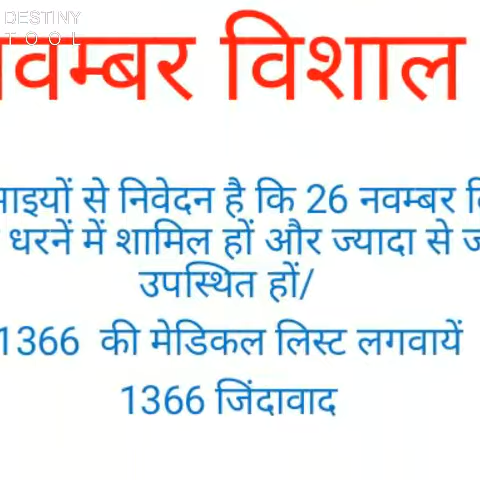 DESTINY
TOOL
नवम्बर विशाल
भाइयों से निवेदन है कि 26 नवम्बर
धरनें में शामिल हों और ज्यादा से
उपस्थित हों/
1366 की मेडिकल लिस्ट लगवायें
1366 जिंदावाद